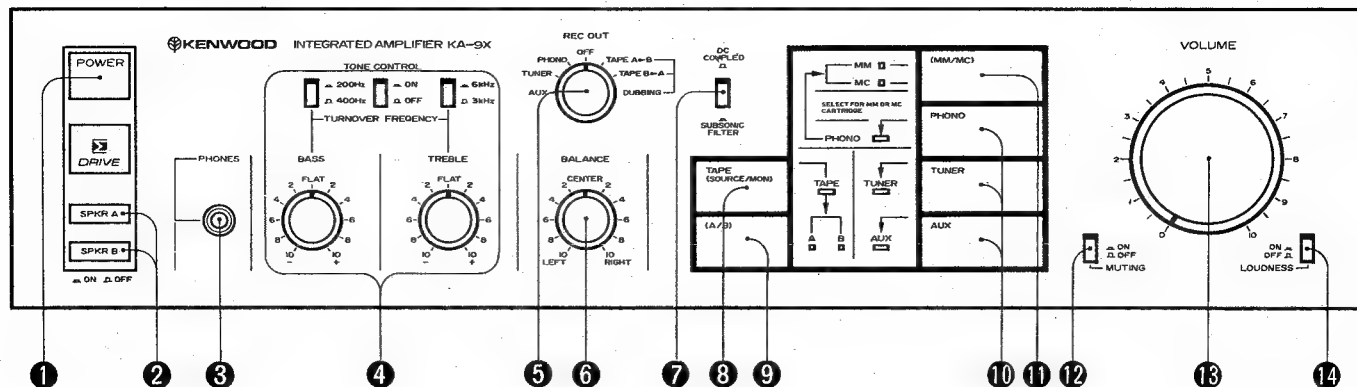 POWER
Σ
DRIVE
SPKR A
SPKR B
ON OFF
KENWOOD INTEGRATED AMPLIFIER KA-9X
PHONES
TONE CONTROL
200Hz
400Hz
ON
OFF
6kHz
3kHz
TURNOVER FREQENCY
BASS
FLAT
2 2
4 4
6 6
8 8
10 10
- +
TREBLE
FLAT
2 2
4 4
6 6
8 8
10 10
- +
REC OUT
OFF
PHONO TAPE A▸B
TUNER TAPE B▸A
AUX DUBBING
BALANCE
CENTER
2 2
4 4
6 6
8 8
10 10
LEFT RIGHT
DC
COUPLED
SUBSONIC
FILTER
TAPE
(SOURCE/MON)
(A/B)
MM
MC
SELECT FOR MM OR MC
CARTRIDGE
PHONO
TAPE
A B
TUNER
AUX
(MM/MC)
PHONO
TUNER
AUX
VOLUME
0 1 2 3 4 5 6 7 8 9 10
ON
OFF
MUTING
ON
OFF
LOUDNESS
1 2 3 4 5 6 7 8 9 10 11 12 13 14